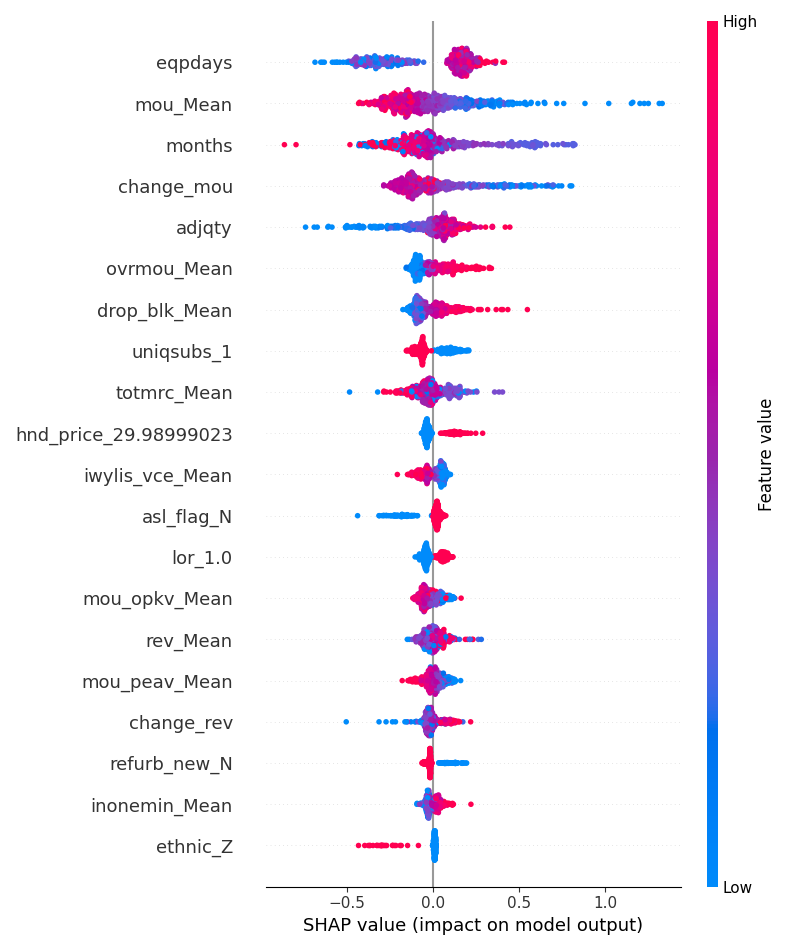 High
eqpdays
mou_Mean
months
change_mou
adjqty
ovrmou_Mean
drop_blk_Mean
uniqsubs_1
totmrc_Mean
hnd_price_29.98999023
iwylis_vce_Mean
asl_flag_N
lor_1.0
mou_opkv_Mean
rev_Mean
mou_peav_Mean
change_rev
refurb_new_N
inonemin_Mean
ethnic_Z
Feature value
Low
−0.5 0.0 0.5 1.0
SHAP value (impact on model output)